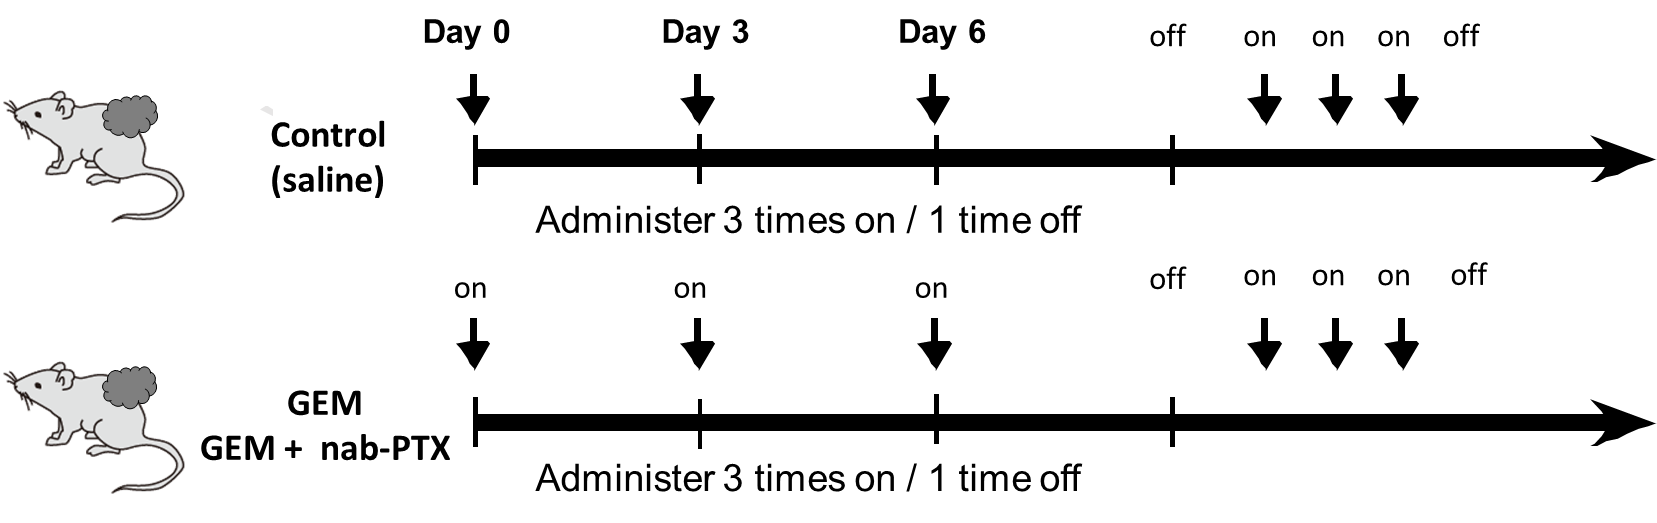 Day 0 Day 3 Day 6 off on on on off
Control
(saline)
Administer 3 times on / 1 time off
on on on off on on on off
GEM
GEM + nab-PTX
Administer 3 times on / 1 time off